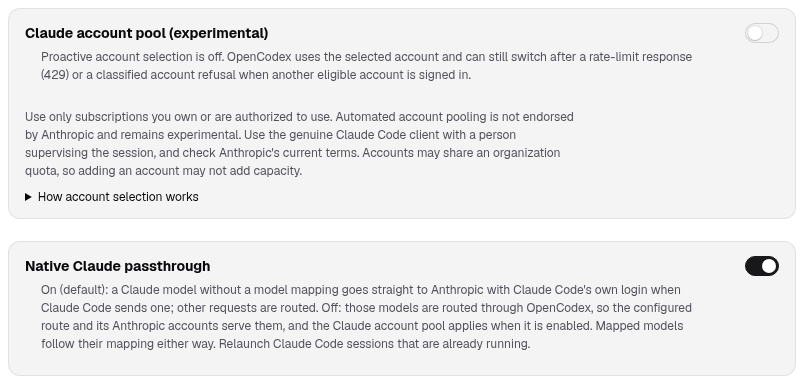 Claude account pool (experimental)
Proactive account selection is off. OpenCodex uses the selected account and can still switch after a rate-limit response
(429) or a classified account refusal when another eligible account is signed in.
Use only subscriptions you own or are authorized to use. Automated account pooling is not endorsed
by Anthropic and remains experimental. Use the genuine Claude Code client with a person
supervising the session, and check Anthropic's current terms. Accounts may share an organization
quota, so adding an account may not add capacity.
How account selection works
Native Claude passthrough
On (default): a Claude model without a model mapping goes straight to Anthropic with Claude Code's own login when
Claude Code sends one; other requests are routed. Off: those models are routed through OpenCodex, so the configured
route and its Anthropic accounts serve them, and the Claude account pool applies when it is enabled. Mapped models
follow their mapping either way. Relaunch Claude Code sessions that are already running.